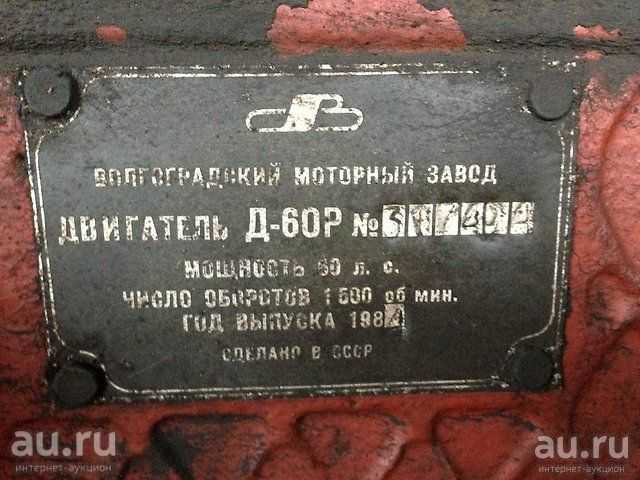 ВОЛГОГРАДСКИЙ МОТОРНЫЙ ЗАВОД
ДВИГАТЕЛЬ Д-60Р №
МОЩНОСТЬ 60 л. с.
ЧИСЛО ОБОРОТОВ 1500 об мин.
ГОД ВЫПУСКА 198
СДЕЛАНО В СССР
au.ru
интернет-аукцион
au.ru
интернет-аукцион